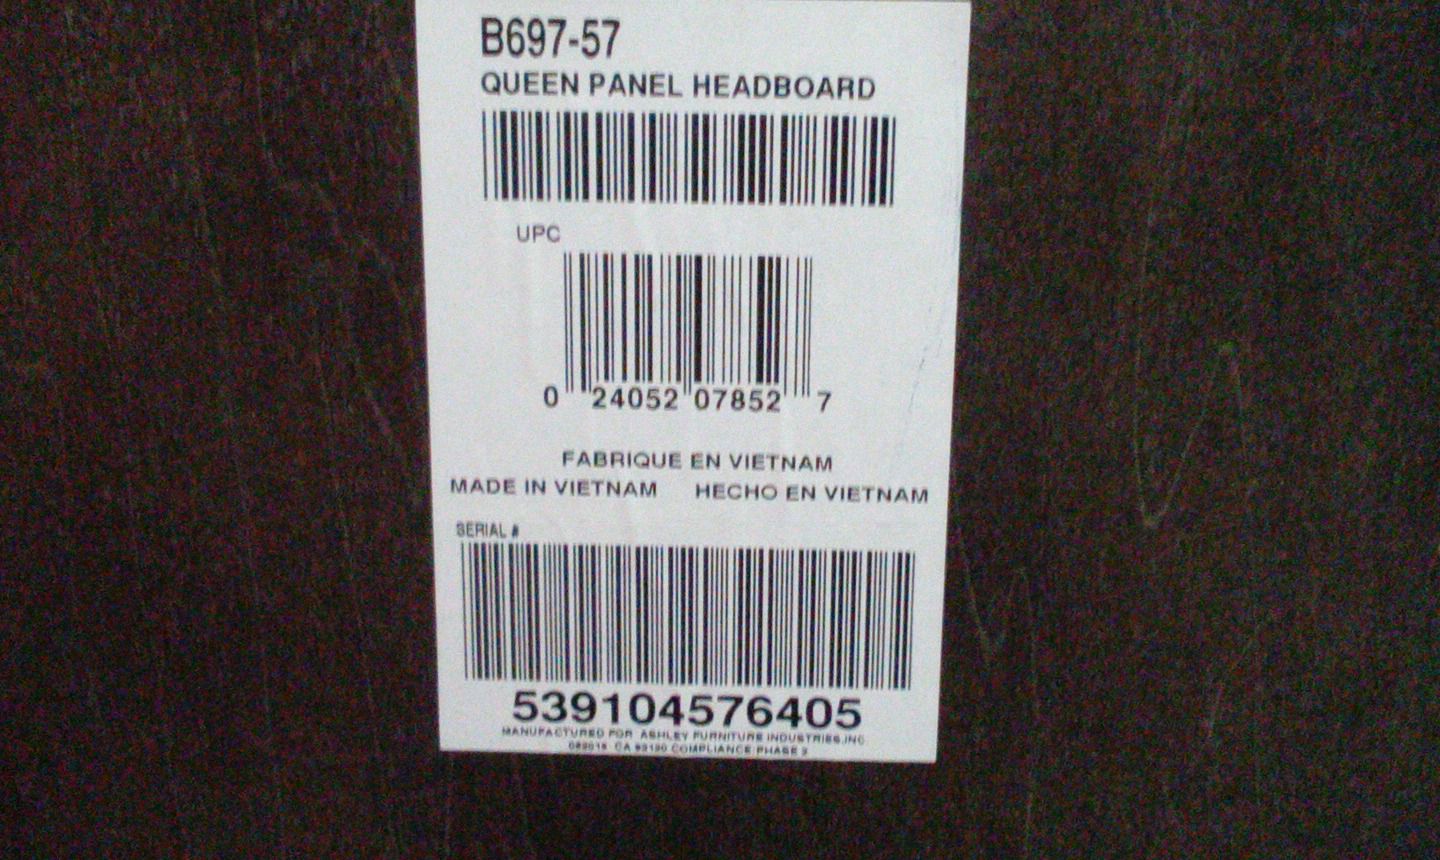 B697-57
QUEEN PANEL HEADBOARD
UPC
0 24052 07852 7
FABRIQUE EN VIETNAM
MADE IN VIETNAM HECHO EN VIETNAM
SERIAL #
539104576405
MANUFACTURED FOR ASHLEY FURNITURE INDUSTRIES, INC
CA 93120 COMPLIANCE PHASE 2